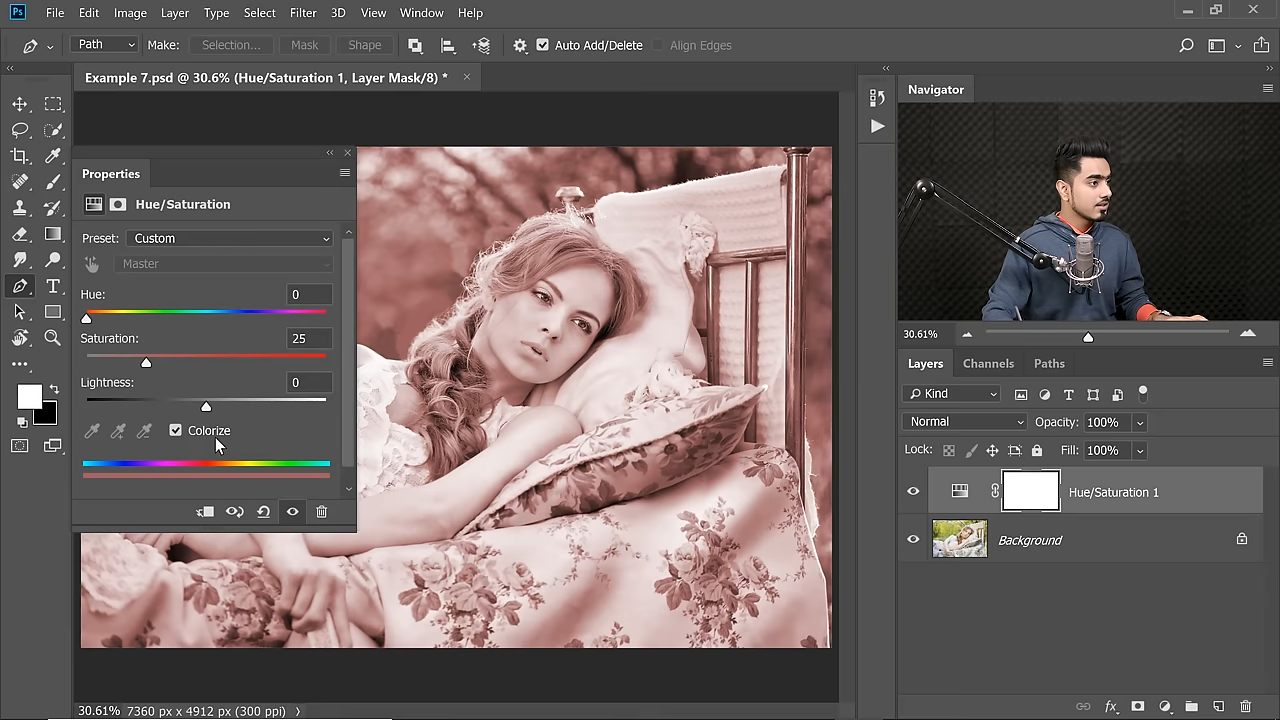 Ps File Edit Image Layer Type Select Filter 3D View Window Help
Path Make: Selection... Mask Shape Auto Add/Delete Align Edges
Example 7.psd @ 30.6% (Hue/Saturation 1, Layer Mask/8) *
Properties
Hue/Saturation
Preset: Custom
Master
Hue: 0
Saturation: 25
Lightness: 0
Colorize
30.61% 7360 px x 4912 px (300 ppi)
Navigator
30.61%
Layers Channels Paths
Kind
Normal Opacity: 100%
Lock: Fill: 100%
Hue/Saturation 1
Background
fx